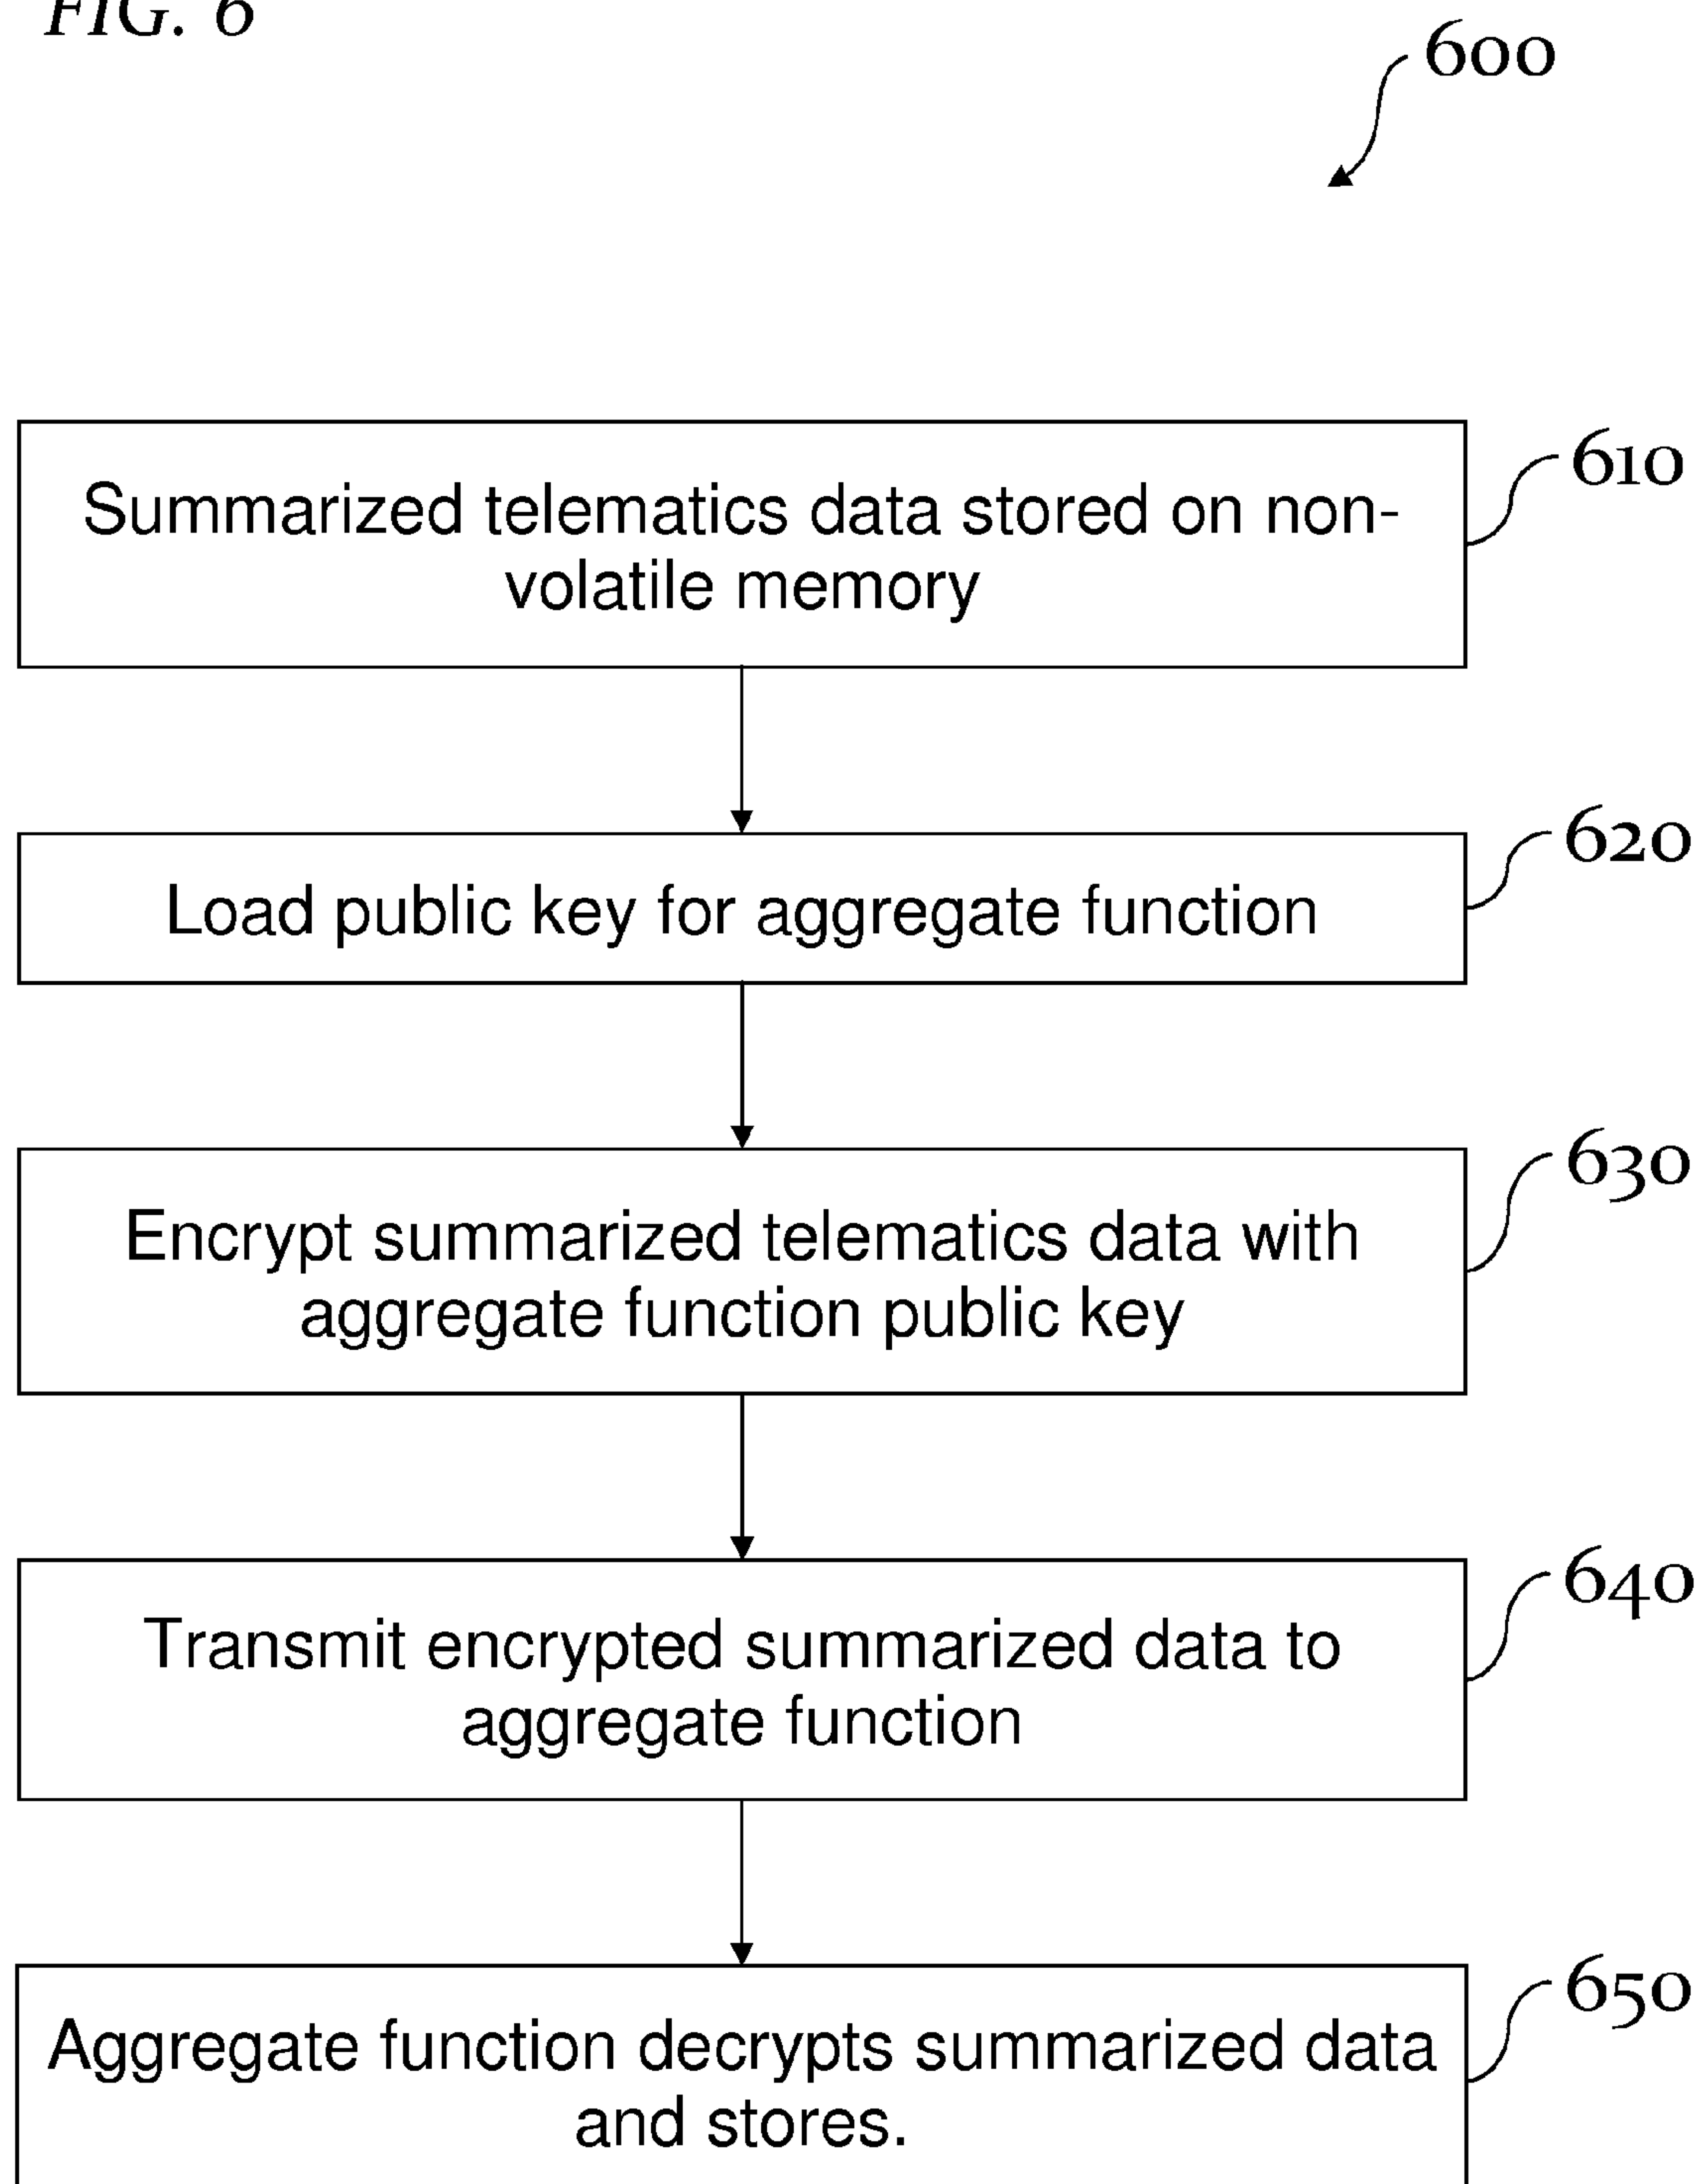 FIG. 6
600
610
Summarized telematics data stored on non-
volatile memory
620
Load public key for aggregate function
630
Encrypt summarized telematics data with
aggregate function public key
640
Transmit encrypted summarized data to
aggregate function
650
Aggregate function decrypts summarized data
and stores.